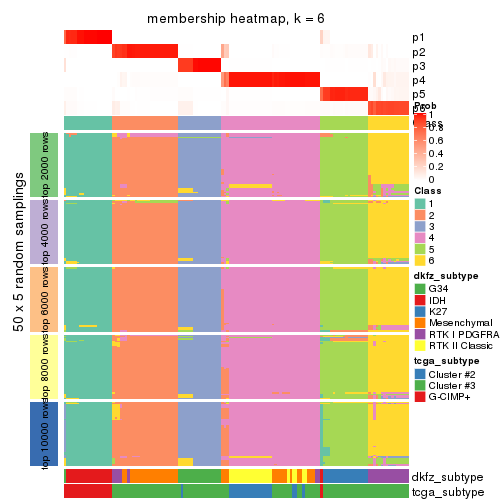 membership heatmap, k = 6
p1
p2
p3
p4
p5
p6
Prob
1
0.8
0.6
0.4
0.2
0
Class
Class
1
2
3
4
5
6
dkfz_subtype
G34
IDH
K27
Mesenchymal
RTK I PDGFRA
RTK II Classic
tcga_subtype
Cluster #2
Cluster #3
G-CIMP+
50 x 5 random samplings
top 2000 rows
top 4000 rows
top 6000 rows
top 8000 rows
top 10000 rows
dkfz_subtype
tcga_subtype